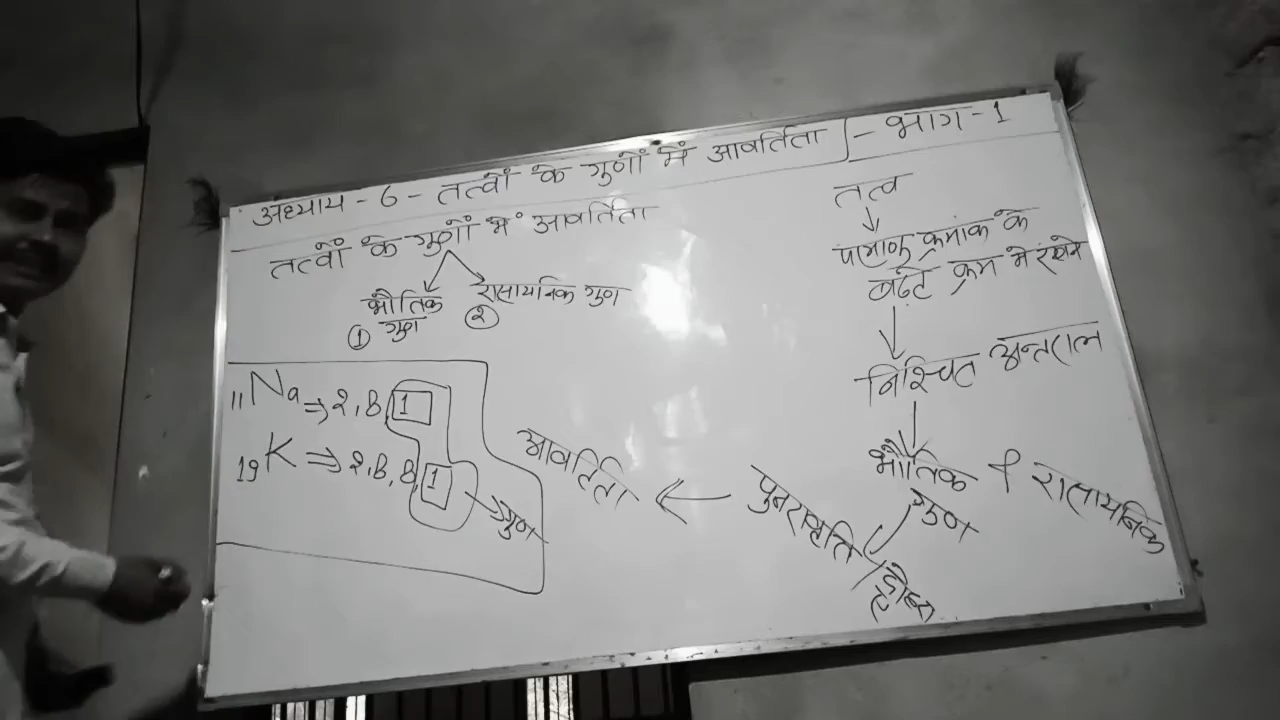 अध्याय - 6 - तत्वों के गुणों में आवर्तिता - भाग - 1
तत्वों के गुणों में आवर्तिता
भौतिक
गुण
①
रासायनिक गुण
②
₁₁Na ⇒ 2, 8, 1
₁₉K ⇒ 2, 8, 8, 1 → गुण
तत्व
↓
परमाणु क्रमांक के
बढ़ते क्रम में रखने
↓
निश्चित अन्तराल
↓
भौतिक र्न रासायनिक
गुण
पुनरावृत्ति /
←
आवर्तिता